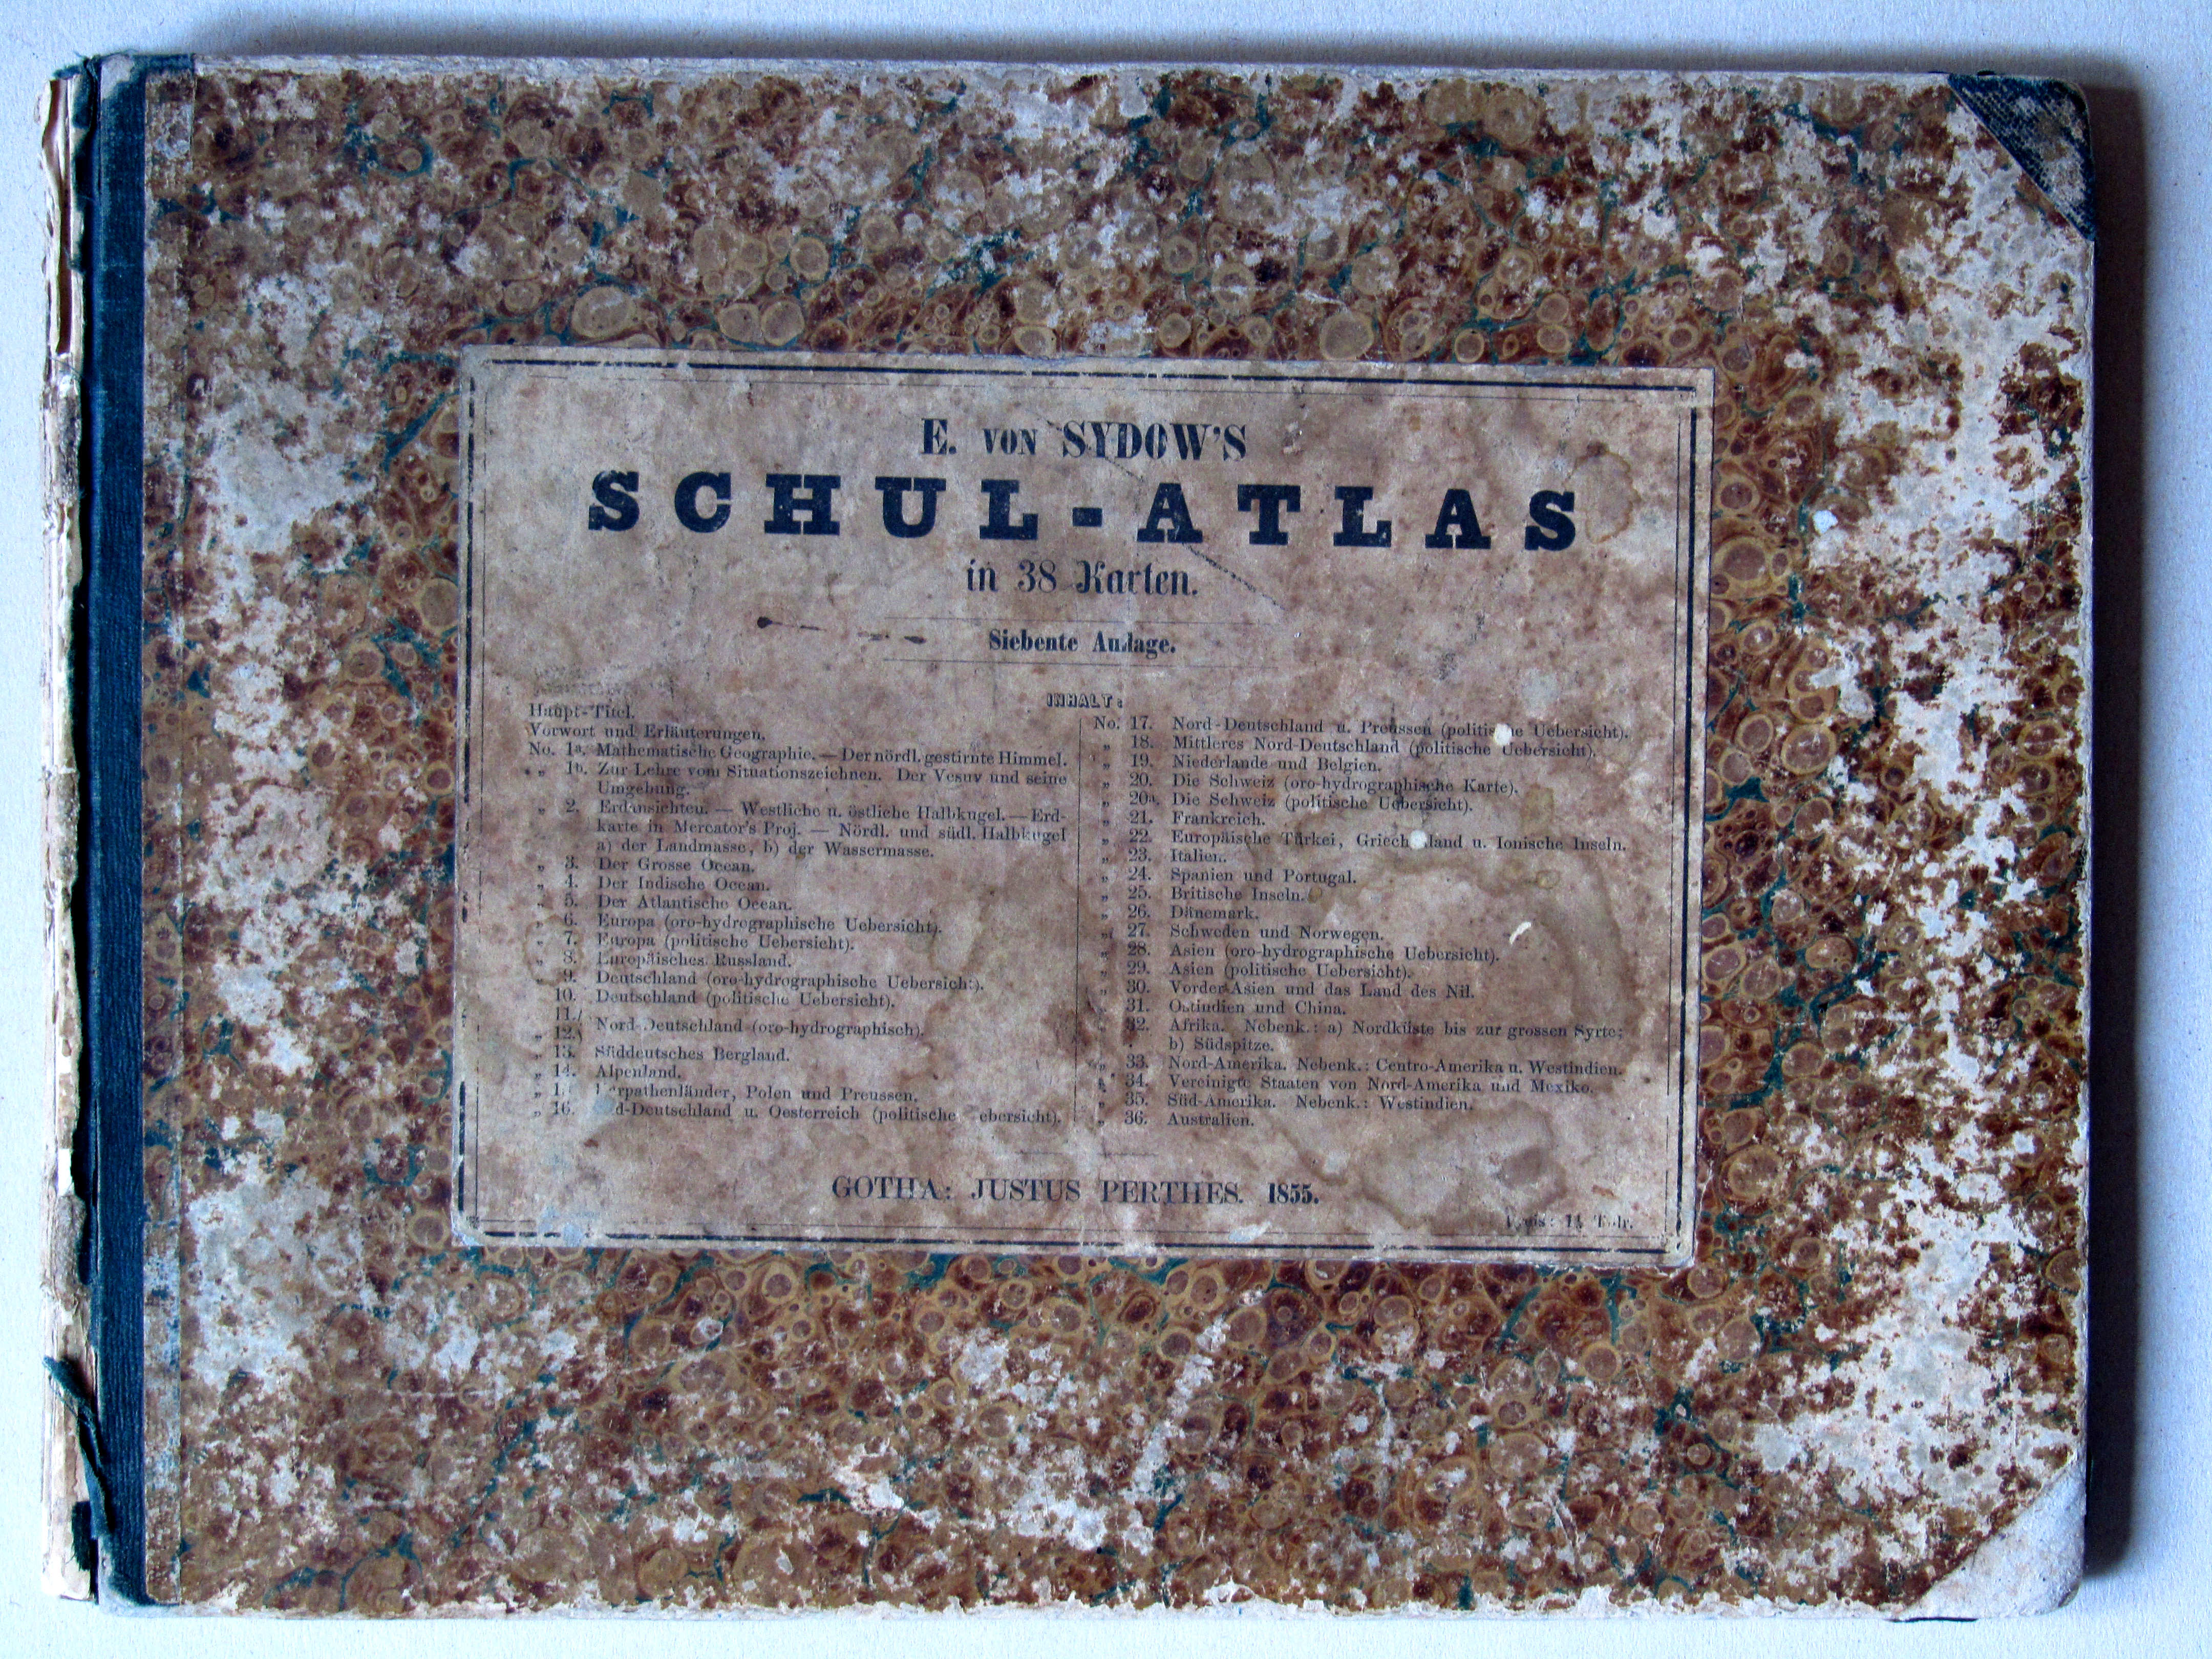 E. VON SYDOW'S
SCHUL-ATLAS
in 38 Karten.
Siebente Auflage.
INHALT:
Haupt-Titel.
Vorwort und Erläuterungen.
No. 1a. Mathematische Geographie. — Der nördl. gestirnte Himmel.
„ 1b. Zur Lehre vom Situationszeichnen. Der Vesuv und seine
Umgebung.
„ 2. Erdansichten. — Westliche u. östliche Halbkugel. — Erd-
karte in Mercator's Proj. — Nördl. und südl. Halbkugel
a) der Landmasse, b) der Wassermasse.
„ 3. Der Grosse Ocean.
„ 4. Der Indische Ocean.
„ 5. Der Atlantische Ocean.
„ 6. Europa (oro-hydrographische Uebersicht).
„ 7. Europa (politische Uebersicht).
„ 8. Europäisches Russland.
„ 9. Deutschland (oro-hydrographische Uebersicht).
10. Deutschland (politische Uebersicht).
11.
„ 12. Nord-Deutschland (oro-hydrographisch).
„ 13. Süddeutsches Bergland.
„ 14. Alpenland.
„ Karpathenländer, Polen und Preussen.
„ 16. Süd-Deutschland u. Oesterreich (politische Uebersicht).
No. 17. Nord-Deutschland u. Preussen (politische Uebersicht).
„ 18. Mittleres Nord-Deutschland (politische Uebersicht).
„ 19. Niederlande und Belgien.
„ 20. Die Schweiz (oro-hydrographische Karte).
„ 20a. Die Schweiz (politische Uebersicht).
„ 21. Frankreich.
„ 22. Europäische Türkei, Griechenland u. Ionische Inseln.
„ 23. Italien.
„ 24. Spanien und Portugal.
„ 25. Britische Inseln.
„ 26. Dänemark.
„ 27. Schweden und Norwegen.
„ 28. Asien (oro-hydrographische Uebersicht).
„ 29. Asien (politische Uebersicht).
„ 30. Vorder-Asien und das Land des Nil.
„ 31. Ostindien und China.
„ 32. Afrika. Nebenk.: a) Nordküste bis zur grossen Syrte;
b) Südspitze.
„ 33. Nord-Amerika. Nebenk.: Centro-Amerika u. Westindien.
„ 34. Vereinigte Staaten von Nord-Amerika und Mexiko.
„ 35. Süd-Amerika. Nebenk.: Westindien.
„ 36. Australien.
GOTHA: JUSTUS PERTHES. 1855.
Preis: Thlr.